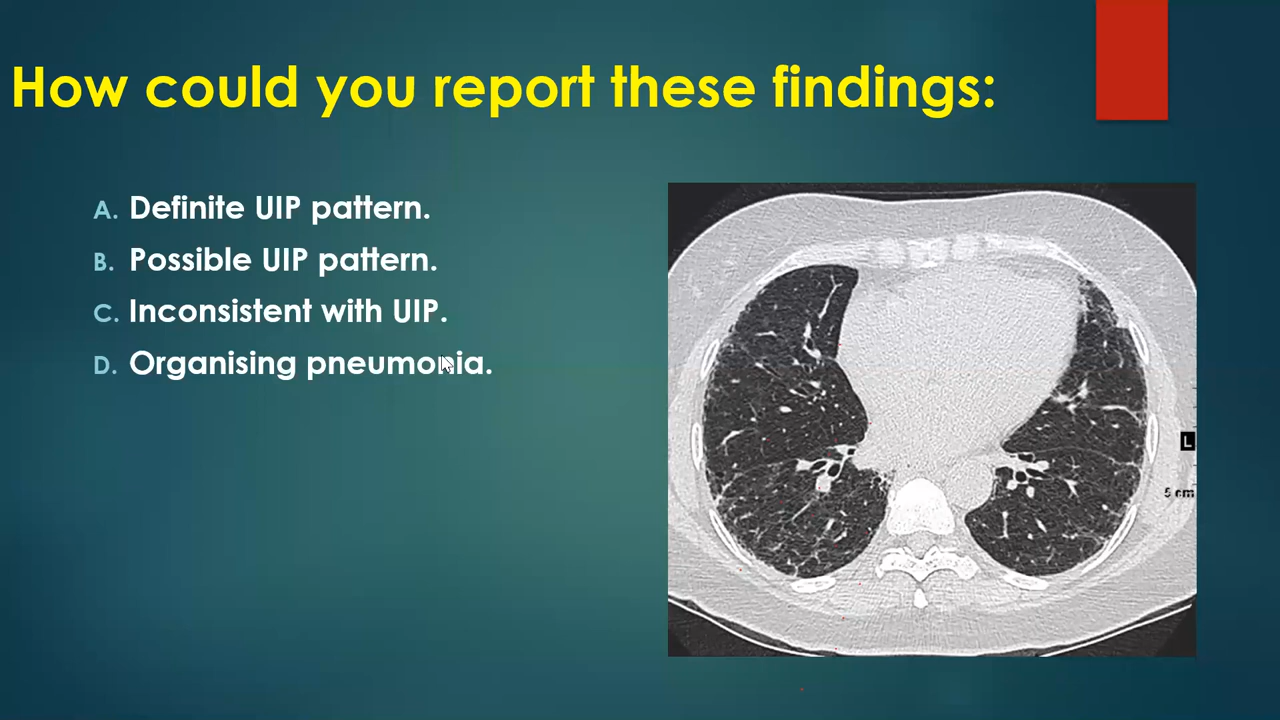 How could you report these findings:
A. Definite UIP pattern.
B. Possible UIP pattern.
C. Inconsistent with UIP.
D. Organising pneumonia.
L
5 cm